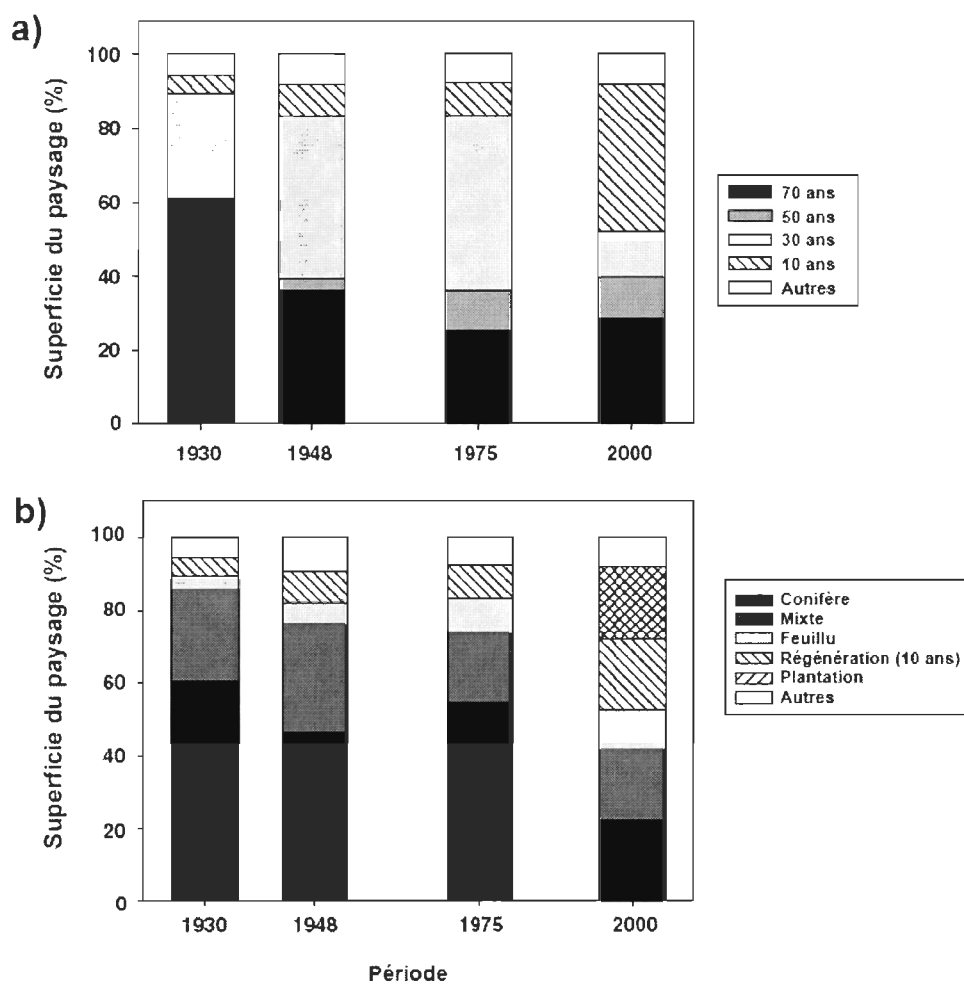 a)
Superficie du paysage (%)
100
80
60
40
20
0
1930 1948 1975 2000
70 ans
50 ans
30 ans
10 ans
Autres
b)
Superficie du paysage (%)
100
80
60
40
20
0
1930 1948 1975 2000
Période
Conifère
Mixte
Feuillu
Régénération (10 ans)
Plantation
Autres